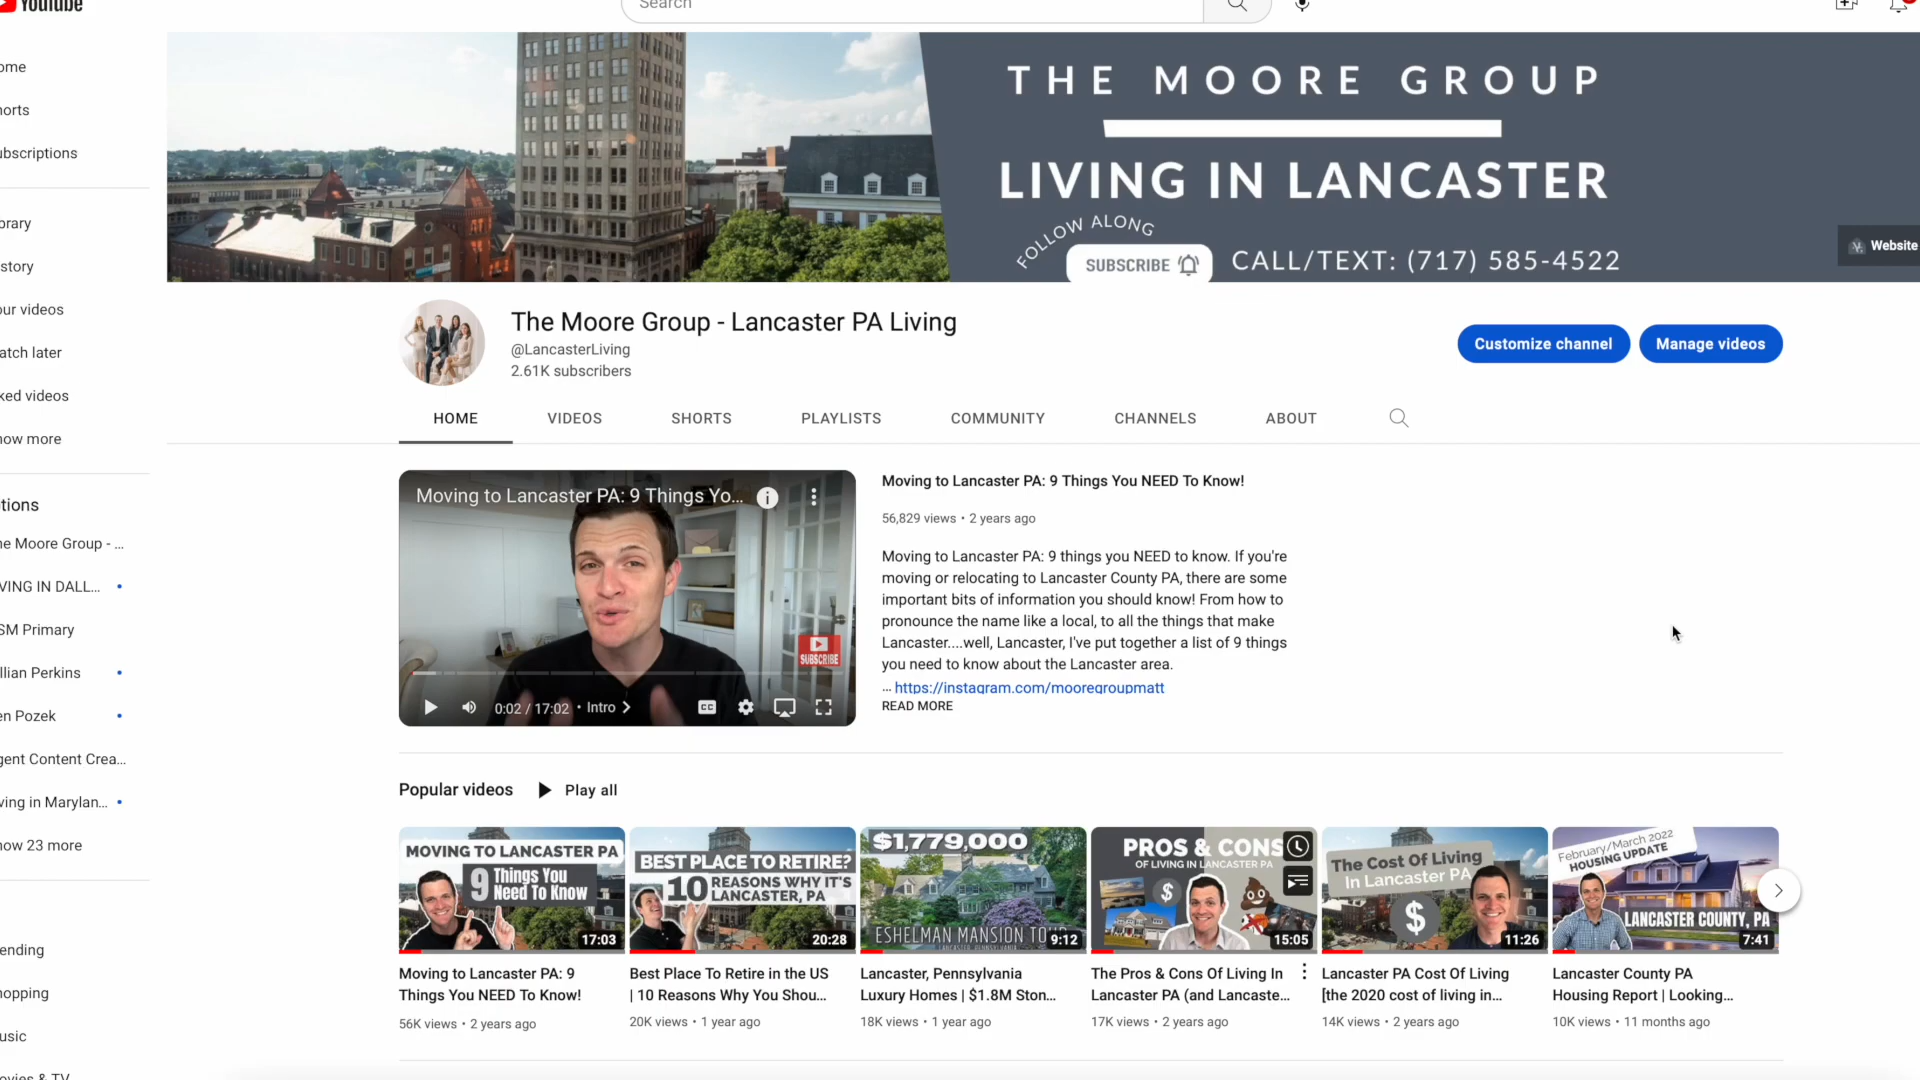 YouTube
Search
ome
orts
ubscriptions
brary
story
our videos
atch later
ked videos
now more
tions
he Moore Group - ...
VING IN DALL...
SM Primary
llian Perkins
en Pozek
gent Content Crea...
ving in Marylan...
now 23 more
ending
hopping
usic
ovies & TV
THE MOORE GROUP
LIVING IN LANCASTER
FOLLOW ALONG
SUBSCRIBE
CALL/TEXT: (717) 585-4522
Website
The Moore Group - Lancaster PA Living
@LancasterLiving
2.61K subscribers
Customize channel
Manage videos
HOME
VIDEOS
SHORTS
PLAYLISTS
COMMUNITY
CHANNELS
ABOUT
Moving to Lancaster PA: 9 Things Yo...
SUBSCRIBE
0:02 / 17:02 • Intro
CC
Moving to Lancaster PA: 9 Things You NEED To Know!
56,829 views • 2 years ago
Moving to Lancaster PA: 9 things you NEED to know. If you're
moving or relocating to Lancaster County PA, there are some
important bits of information you should know! From how to
pronounce the name like a local, to all the things that make
Lancaster....well, Lancaster, I've put together a list of 9 things
you need to know about the Lancaster area.
... https://instagram.com/mooregroupmatt
READ MORE
Popular videos
Play all
MOVING TO LANCASTER PA
9 Things You
Need To Know
17:03
Moving to Lancaster PA: 9
Things You NEED To Know!
56K views • 2 years ago
BEST PLACE TO RETIRE?
10 REASONS WHY IT'S
LANCASTER, PA
20:28
Best Place To Retire in the US
| 10 Reasons Why You Shou...
20K views • 1 year ago
$1,779,000
ESHELMAN MANSION TOUR
LANCASTER, PENNSYLVANIA
9:12
Lancaster, Pennsylvania
Luxury Homes | $1.8M Ston...
18K views • 1 year ago
PROS & CONS
OF LIVING IN LANCASTER PA
$
15:05
The Pros & Cons Of Living In
Lancaster PA (and Lancaste...
17K views • 2 years ago
The Cost Of Living
In Lancaster PA
$
11:26
Lancaster PA Cost Of Living
[the 2020 cost of living in...
14K views • 2 years ago
February/March 2022
HOUSING UPDATE
LANCASTER COUNTY, PA
7:41
Lancaster County PA
Housing Report | Looking...
10K views • 11 months ago